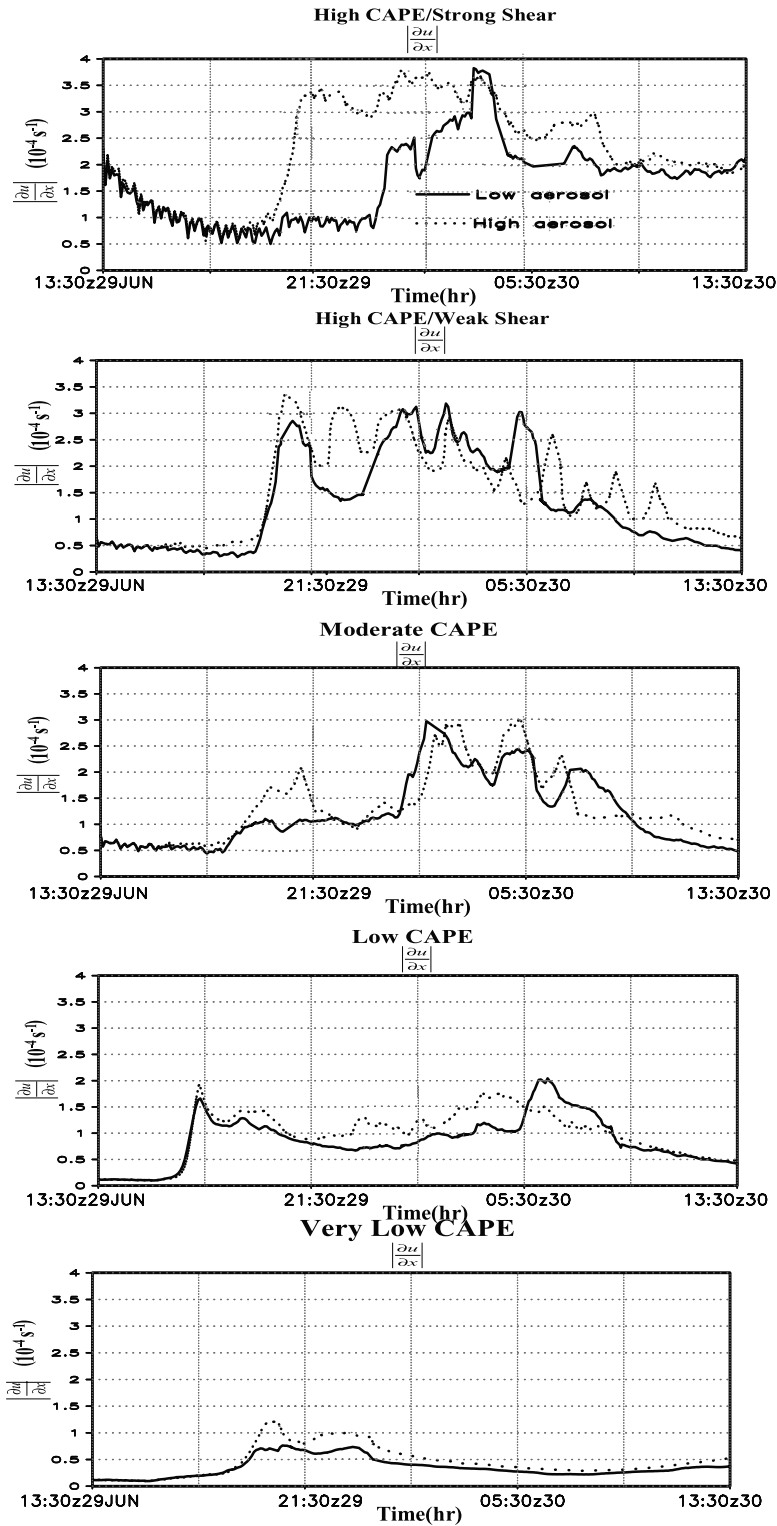 High CAPE/Strong Shear
|∂u/∂x|
|∂u/∂x| (10⁻⁴ s⁻¹)
4
3.5
3
2.5
2
1.5
1
0.5
0
Low aerosol
High aerosol
13:30z29JUN 21:30z29 05:30z30 13:30z30
Time(hr)
High CAPE/Weak Shear
|∂u/∂x|
|∂u/∂x| (10⁻⁴ s⁻¹)
4
3.5
3
2.5
2
1.5
1
0.5
0
13:30z29JUN 21:30z29 05:30z30 13:30z30
Time(hr)
Moderate CAPE
|∂u/∂x|
|∂u/∂x| (10⁻⁴ s⁻¹)
4
3.5
3
2.5
2
1.5
1
0.5
0
13:30z29JUN 21:30z29 05:30z30 13:30z30
Time(hr)
Low CAPE
|∂u/∂x|
|∂u/∂x| (10⁻⁴ s⁻¹)
4
3.5
3
2.5
2
1.5
1
0.5
0
13:30z29JUN 21:30z29 05:30z30 13:30z30
Time(hr)
Very Low CAPE
|∂u/∂x|
|∂u/∂x| (10⁻⁴ s⁻¹)
4
3.5
3
2.5
2
1.5
1
0.5
0
13:30z29JUN 21:30z29 05:30z30 13:30z30
Time(hr)